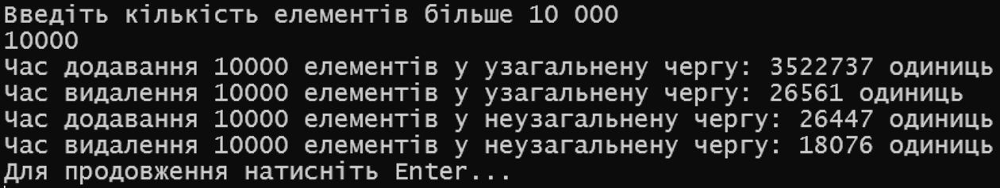 Введіть кількість елементів більше 10 000
10000
Час додавання 10000 елементів у узагальнену чергу: 3522737 одиниць
Час видалення 10000 елементів у узагальнену чергу: 26561 одиниць
Час додавання 10000 елементів у неузагальнену чергу: 26447 одиниць
Час видалення 10000 елементів у неузагальнену чергу: 18076 одиниць
Для продовження натисніть Enter...